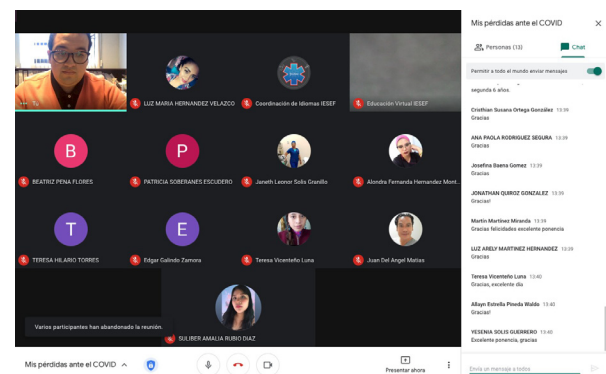 Mis pérdidas ante el COVID
Personas (13)
Chat
Permitir a todo el mundo enviar mensajes
segunda 6 años.
Cristhian Susana Ortega González 13:39
Gracias
ANA PAOLA RODRIGUEZ SEGURA 13:39
Gracias
Josefina Baena Gomez 13:39
Gracias
JONATHAN QUIROZ GONZALEZ 13:39
Gracias!
Martin Martínez Miranda 13:39
Gracias felicidades excelente ponencia
LUZ ARELY MARTINEZ HERNANDEZ 13:39
Gracias
Teresa Vicenteño Luna 13:40
Gracias, excelente día
Allayn Estrella Pineda Waldo 13:40
Gracias!
YESENIA SOLIS GUERRERO 13:40
Excelente ponencia, gracias
Envía un mensaje a todos
Tú
LUZ MARIA HERNANDEZ VELAZCO
Coordinación de Idiomas IESEF
Educación Virtual IESEF
B
P
BEATRIZ PENA FLORES
PATRICIA SOBERANES ESCUDERO
Janeth Leonor Solis Granillo
Alondra Fernanda Hernandez Mont...
T
E
TERESA HILARIO TORRES
Edgar Galindo Zamora
Teresa Vicenteño Luna
Juan Del Angel Matias
Varios participantes han abandonado la reunión.
SULIBER AMALIA RUBIO DIAZ
Mis pérdidas ante el COVID
Presentar ahora